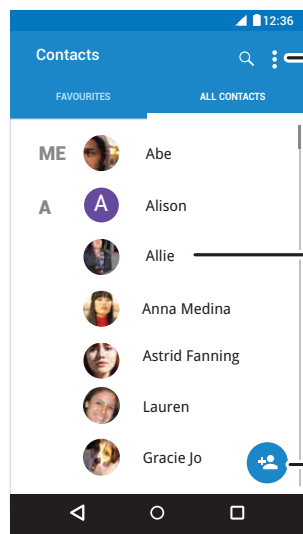 12:36
Contacts
FAVOURITES ALL CONTACTS
ME Abe
A A Alison
Allie
Anna Medina
Astrid Fanning
Lauren
Gracie Jo